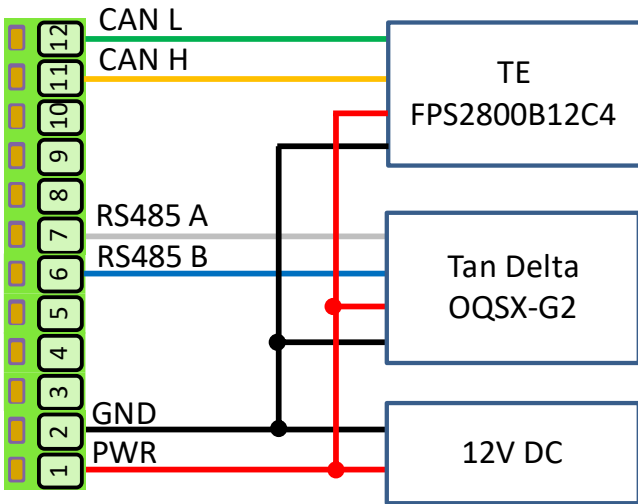 12
CAN L
11
CAN H
10
9
8
7
RS485 A
6
RS485 B
5
4
3
2
GND
1
PWR
TE
FPS2800B12C4
Tan Delta
OQSX-G2
12V DC